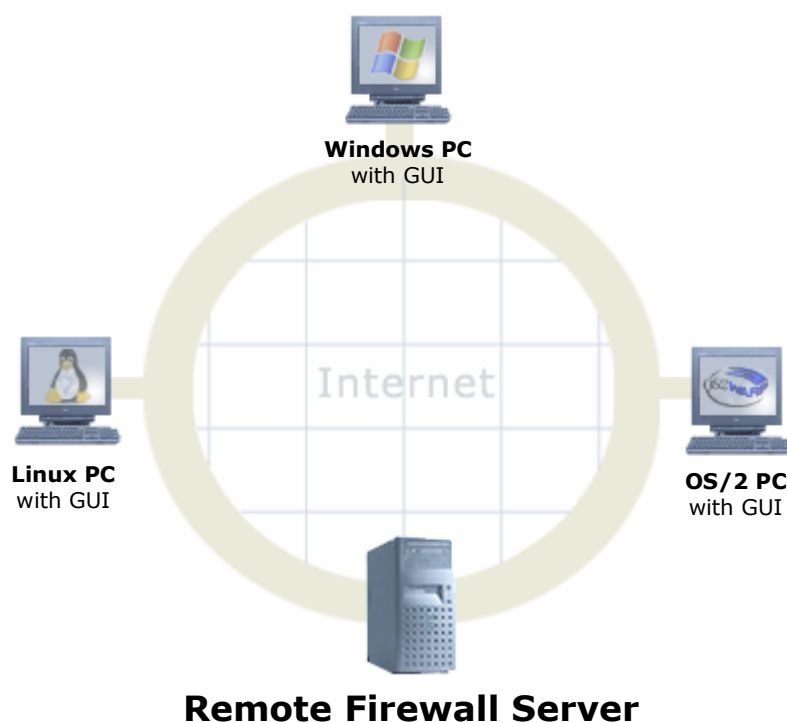 Windows PC
with GUI
Internet
Linux PC
with GUI
OS/2 PC
with GUI
Remote Firewall Server